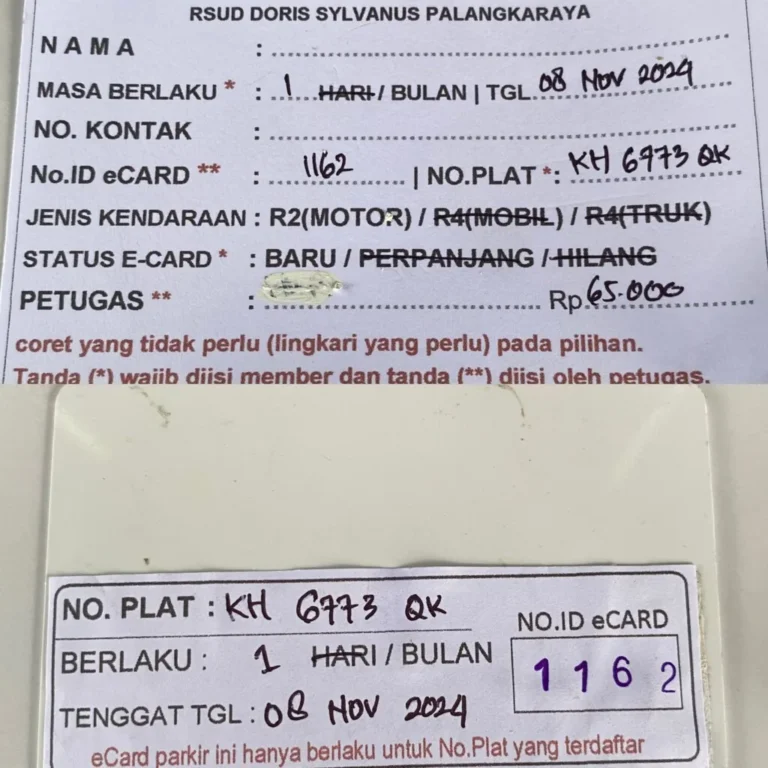 RSUD DORIS SYLVANUS PALANGKARAYA
NAMA :
MASA BERLAKU * : 1 HARI / BULAN | TGL. 08 NOV 2024
NO. KONTAK :
No.ID eCARD ** : 1162 | NO.PLAT *: KH 6773 QK
JENIS KENDARAAN : R2(MOTOR) / R4(MOBIL) / R4(TRUK)
STATUS E-CARD * : BARU / PERPANJANG / HILANG
PETUGAS ** : Rp. 65.000
coret yang tidak perlu (lingkari yang perlu) pada pilihan.
Tanda (*) wajib diisi member dan tanda (**) diisi oleh petugas.
NO. PLAT : KH 6773 QK
NO.ID eCARD
BERLAKU : 1 HARI / BULAN
1162
TENGGAT TGL : 08 NOV 2024
eCard parkir ini hanya berlaku untuk No.Plat yang terdaftar